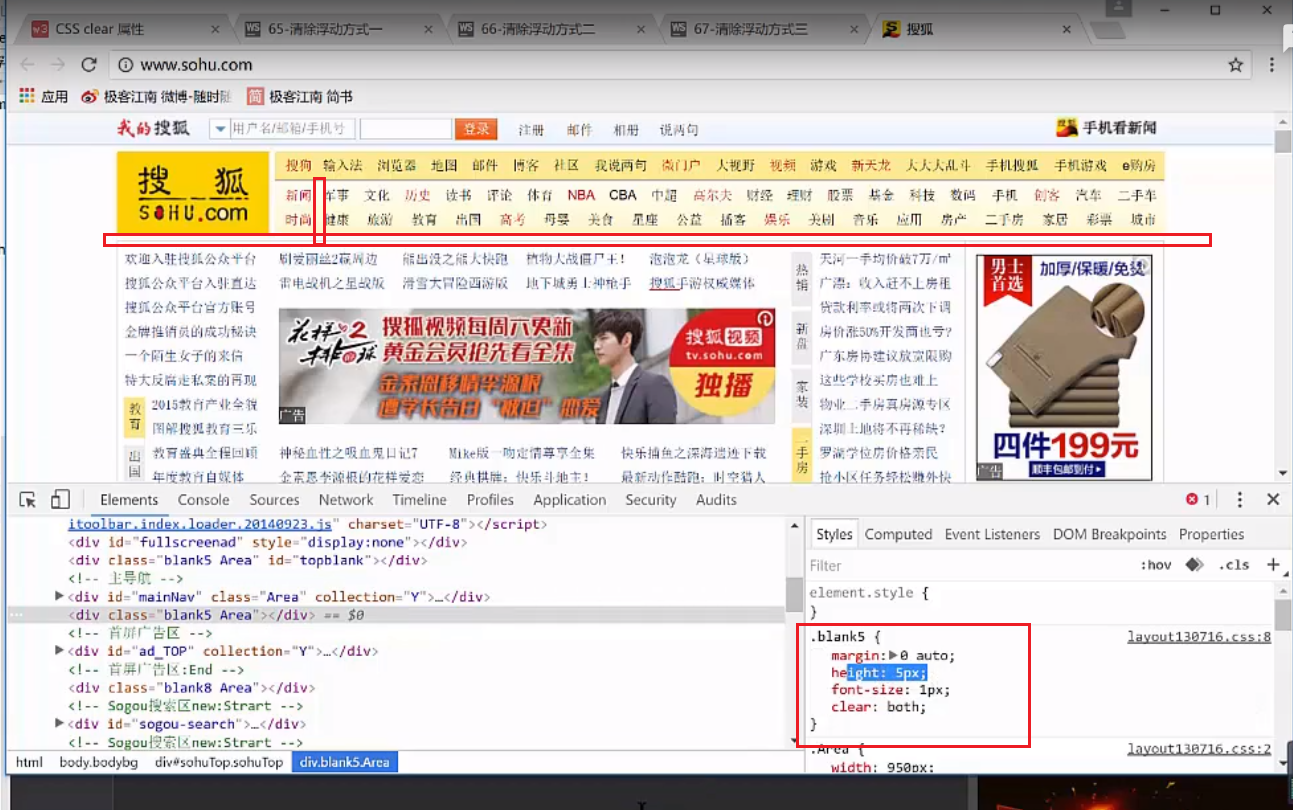 CSS clear 属性
65-清除浮动方式一
66-清除浮动方式二
67-清除浮动方式三
搜狐
www.sohu.com
应用
极客江南 微博-随时随
极客江南 简书
我的搜狐
用户名/邮箱/手机号
登录
注册
邮件
相册
说两句
手机看新闻
搜 狐
SOHU.com
搜狗 输入法 浏览器 地图 邮件 博客 社区 我说两句 微门户 大视野 视频 游戏 新天龙 大大大乱斗 手机搜狐 手机游戏 e购房
新闻 军事 文化 历史 读书 评论 体育 NBA CBA 中超 高尔夫 财经 理财 股票 基金 科技 数码 手机 创客 汽车 二手车
时尚 健康 旅游 教育 出国 高考 母婴 美食 星座 公益 播客 娱乐 美剧 音乐 应用 房产 二手房 家居 彩票 城市
欢迎入驻搜狐公众平台
搜狐公众平台入驻直达
搜狐公众平台官方账号
金牌推销员的成功秘诀
一个陌生女子的来信
特大反腐走私案的再现
教育
2015教育产业全貌
图解搜狐教育三乐
出国
教育盛典全程回顾
年度教育自媒体
刷爱丽丝2赢周边 熊出没之熊大快跑 植物大战僵尸王! 泡泡龙（足球版）
雷电战机之星战版 滑雪大冒险西游版 地下城勇士神枪手 搜狐手游权威媒体
花样排球2
搜狐视频每周六更新
黄金会员抢先看全集
金索恩移情华源根
遭学长告白"敏迫"恋爱
搜狐视频
tv.sohu.com
独播
广告
神秘血性之吸血鬼日记7 Mike版一吻定情尊享全集 快乐捕鱼之深海遗迹下载
金索恩李源根的花样爱恋 经典棋牌：快乐斗地主! 最新动作酷跑：时空猎人
热销
天河一手均价破7万/㎡
广漂：收入赶不上房租
贷款利率或将两次下调
新盘
房价涨50%开发商也亏?
广东房协建议放宽限购
家装
这些学校买房也难上
物业二手房真房源专区
二手房
深圳上地将不再稀缺?
罗湖学位房价格亲民
抢小区任务轻松赚外快
男士首选
加厚/保暖/免烫
四件199元
顺丰包邮到付
广告
Elements Console Sources Network Timeline Profiles Application Security Audits
1
itoolbar.index.loader.20140923.js" charset="UTF-8"></script>
<div id="fullscreenad" style="display:none"></div>
<div class="blank5 Area" id="topblank"></div>
<!-- 主导航 -->
<div id="mainNav" class="Area" collection="Y">…</div>
<div class="blank5 Area"></div> == $0
<!-- 首屏广告区 -->
<div id="ad_TOP" collection="Y">…</div>
<!-- 首屏广告区:End -->
<div class="blank8 Area"></div>
<!-- Sogou搜索区new:Strart -->
<div id="sogou-search">…</div>
<!-- Sogou搜索区new:Strart -->
html body.bodybg div#sohuTop.sohuTop div.blank5.Area
Styles Computed Event Listeners DOM Breakpoints Properties
Filter
:hov .cls +
element.style {
}
.blank5 { layout130716.css:8
margin: 0 auto;
height: 5px;
font-size: 1px;
clear: both;
}
.Area { layout130716.css:2
width: 950px;